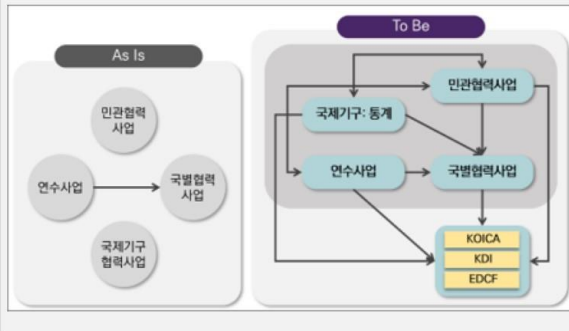 As Is
민관협력
사업
연수사업
국별협력
사업
국제기구
협력사업
To Be
민관협력사업
국제기구: 통계
연수사업
국별협력사업
KOICA
KDI
EDCF